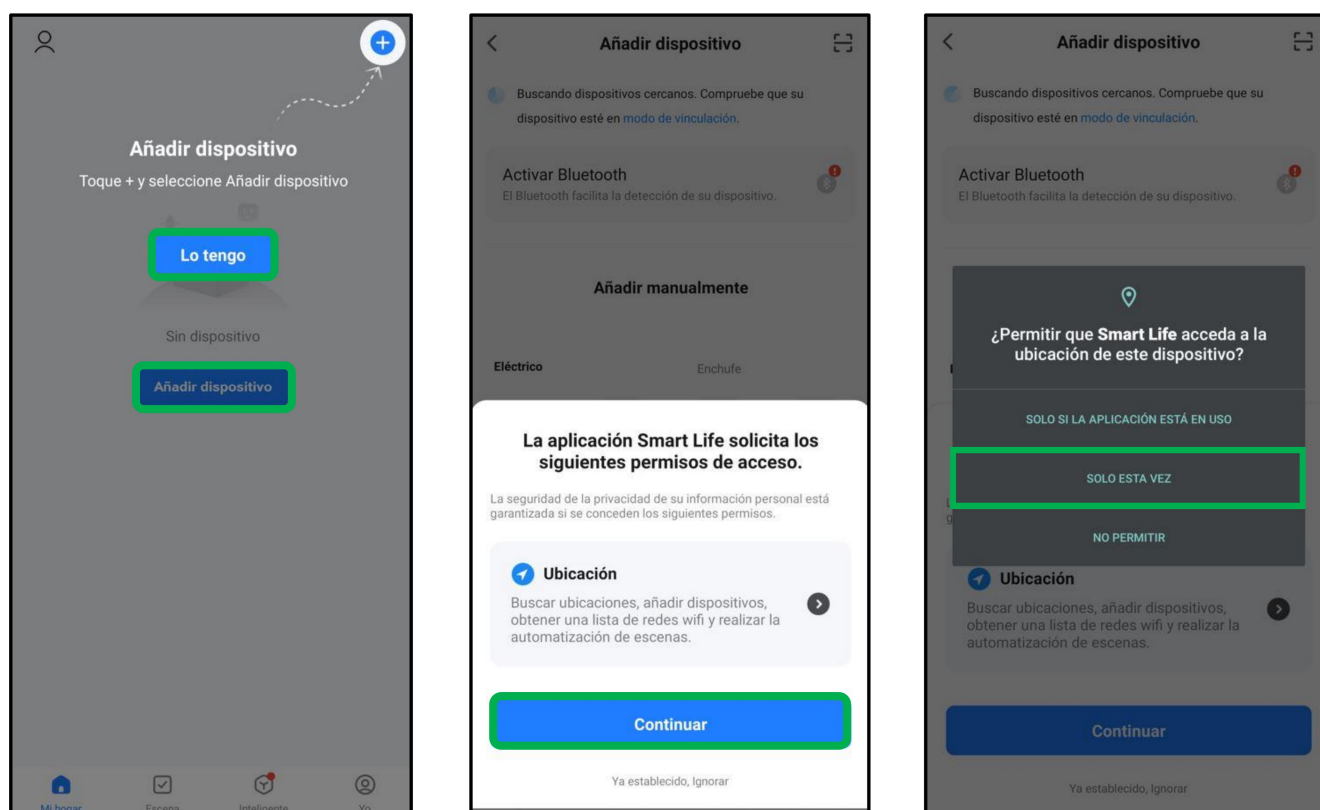 Añadir dispositivo
Toque + y seleccione Añadir dispositivo
Lo tengo
Sin dispositivo
Añadir dispositivo
Mi hogar
Escena
Inteligente
Yo
Añadir dispositivo
Buscando dispositivos cercanos. Compruebe que su
dispositivo esté en modo de vinculación.
Activar Bluetooth
El Bluetooth facilita la detección de su dispositivo.
Añadir manualmente
Eléctrico
Enchufe
La aplicación Smart Life solicita los
siguientes permisos de acceso.
La seguridad de la privacidad de su información personal está
garantizada si se conceden los siguientes permisos.
Ubicación
Buscar ubicaciones, añadir dispositivos,
obtener una lista de redes wifi y realizar la
automatización de escenas.
Continuar
Ya establecido, Ignorar
Añadir dispositivo
Buscando dispositivos cercanos. Compruebe que su
dispositivo esté en modo de vinculación.
Activar Bluetooth
El Bluetooth facilita la detección de su dispositivo.
¿Permitir que Smart Life acceda a la
ubicación de este dispositivo?
SOLO SI LA APLICACIÓN ESTÁ EN USO
SOLO ESTA VEZ
NO PERMITIR
Ubicación
Buscar ubicaciones, añadir dispositivos,
obtener una lista de redes wifi y realizar la
automatización de escenas.
Continuar
Ya establecido, Ignorar